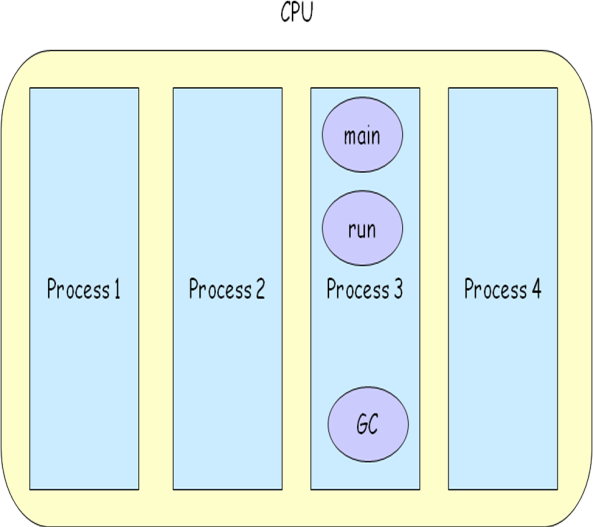 CPU
main
run
Process 1
Process 2
Process 3
Process 4
GC